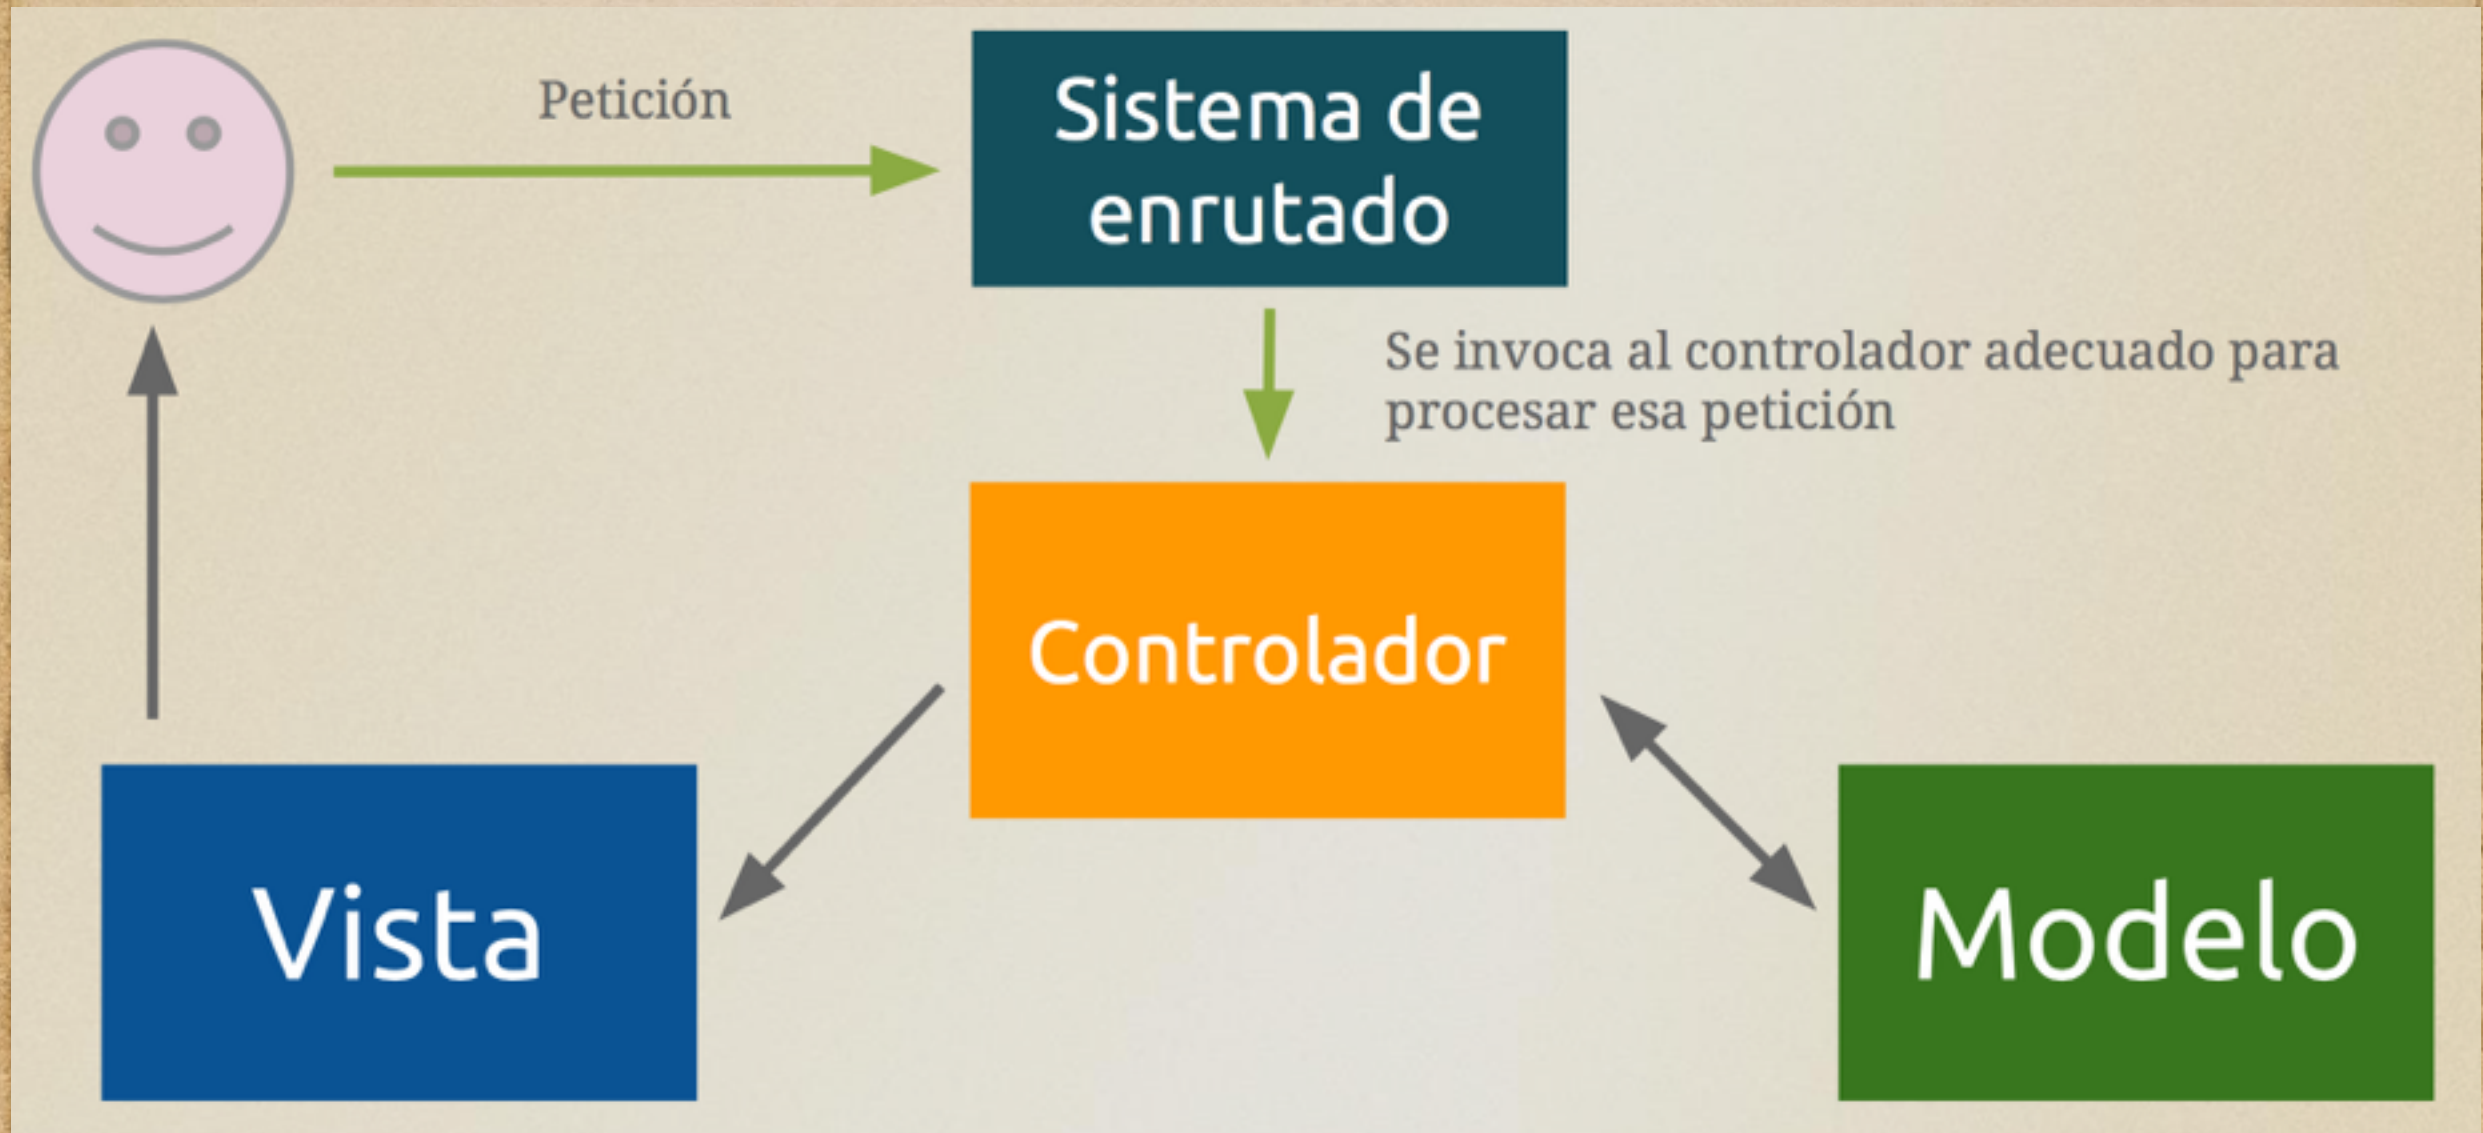 Petición
Sistema de
enrutado
Se invoca al controlador adecuado para
procesar esa petición
Controlador
Vista
Modelo